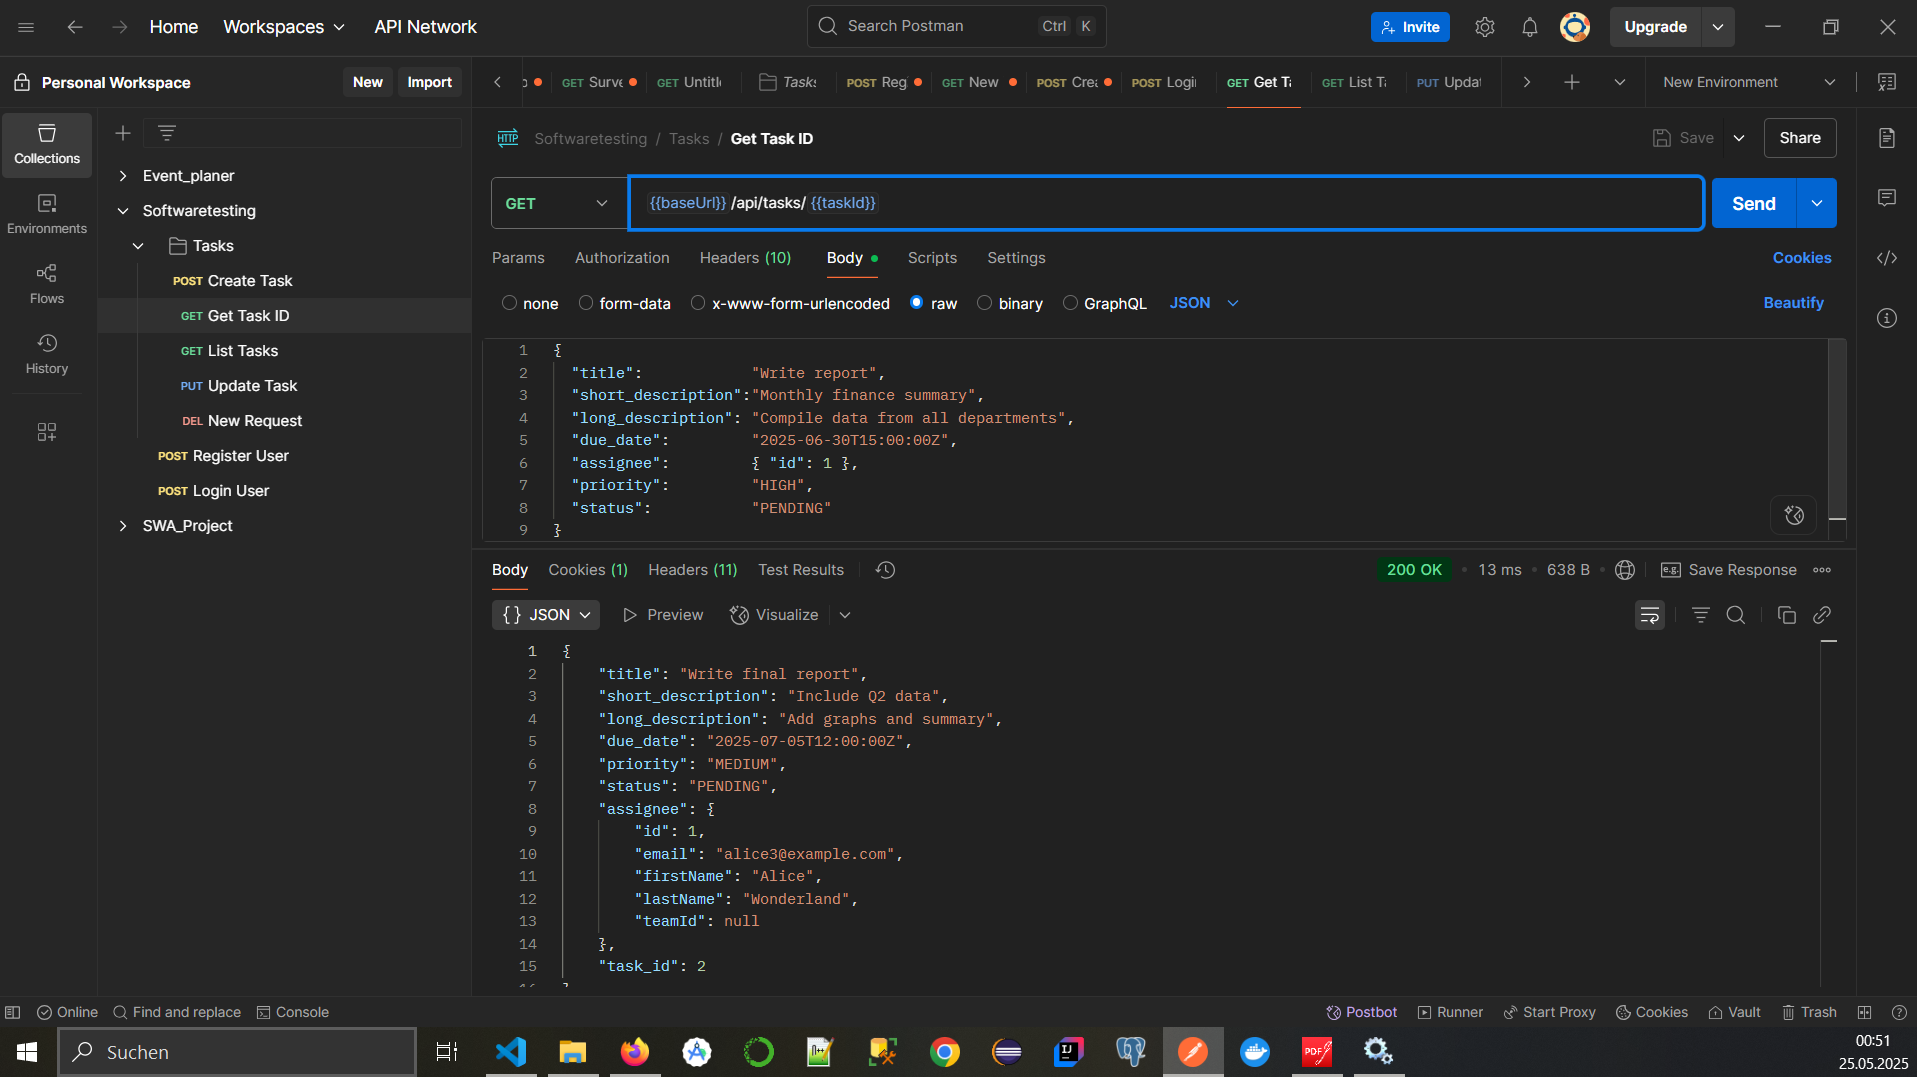 Home
Workspaces
API Network
Search Postman
Ctrl
K
Invite
Upgrade
Personal Workspace
New
Import
GET Surve
GET Untitle
Tasks
POST Reg
GET New
POST Crea
POST Login
GET Get Ta
GET List Ta
PUT Updat
New Environment
Collections
Environments
Flows
History
Event_planer
Softwaretesting
Tasks
POST Create Task
GET Get Task ID
GET List Tasks
PUT Update Task
DEL New Request
POST Register User
POST Login User
SWA_Project
HTTP
Softwaretesting / Tasks / Get Task ID
Save
Share
GET
{{baseUrl}} /api/tasks/ {{taskId}}
Send
Params
Authorization
Headers (10)
Body
Scripts
Settings
Cookies
none
form-data
x-www-form-urlencoded
raw
binary
GraphQL
JSON
Beautify
1 {
2 "title": "Write report",
3 "short_description":"Monthly finance summary",
4 "long_description": "Compile data from all departments",
5 "due_date": "2025-06-30T15:00:00Z",
6 "assignee": { "id": 1 },
7 "priority": "HIGH",
8 "status": "PENDING"
9 }
Body
Cookies (1)
Headers (11)
Test Results
200 OK
13 ms
638 B
e.g.
Save Response
{} JSON
Preview
Visualize
1 {
2 "title": "Write final report",
3 "short_description": "Include Q2 data",
4 "long_description": "Add graphs and summary",
5 "due_date": "2025-07-05T12:00:00Z",
6 "priority": "MEDIUM",
7 "status": "PENDING",
8 "assignee": {
9 "id": 1,
10 "email": "alice3@example.com",
11 "firstName": "Alice",
12 "lastName": "Wonderland",
13 "teamId": null
14 },
15 "task_id": 2
Online
Find and replace
Console
Postbot
Runner
Start Proxy
Cookies
Vault
Trash
Suchen
IJ
PDF
00:51
25.05.2025